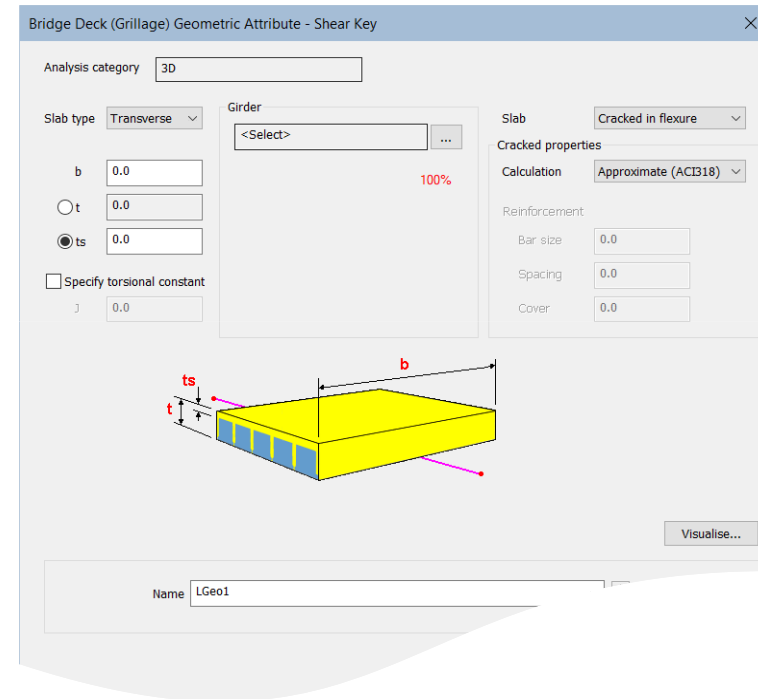 Bridge Deck (Grillage) Geometric Attribute - Shear Key
Analysis category 3D
Slab type Transverse
Girder
<Select> ...
100%
Slab Cracked in flexure
Cracked properties
Calculation Approximate (ACI318)
b 0.0
t 0.0
ts 0.0
Reinforcement
Bar size 0.0
Spacing 0.0
Cover 0.0
Specify torsional constant
J 0.0
b
ts
t
Visualise...
Name LGeo1